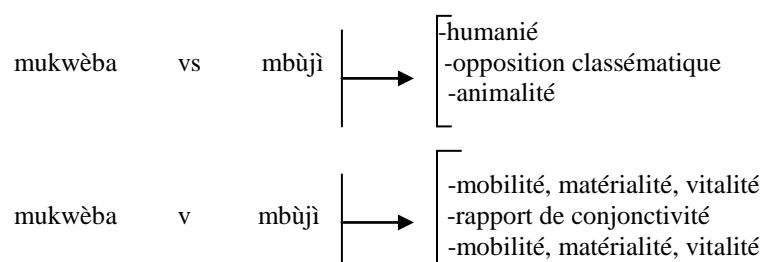 -humanié
mukwèba vs mbùjì -opposition classématique
-animalité
-mobilité, matérialité, vitalité
mukwèba v mbùjì -rapport de conjonctivité
-mobilité, matérialité, vitalité